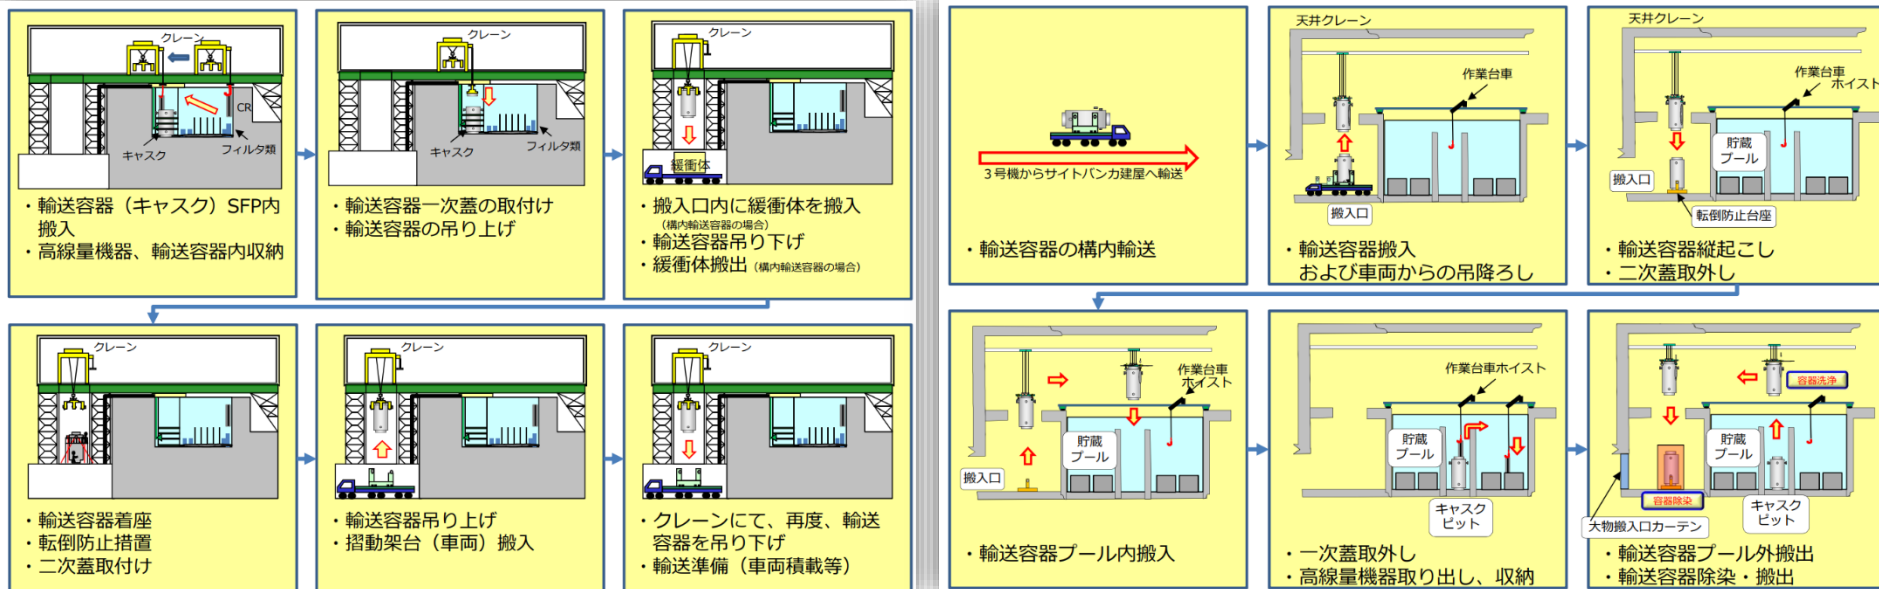 クレーン
CR
キャスク
フィルタ類
・輸送容器（キャスク）SFP内
搬入
・高線量機器、輸送容器内収納
クレーン
キャスク
フィルタ類
・輸送容器一次蓋の取付け
・輸送容器の吊り上げ
クレーン
緩衝体
・搬入口内に緩衝体を搬入
（構内輸送容器の場合）
・輸送容器吊り下げ
・緩衝体搬出（構内輸送容器の場合）
クレーン
・輸送容器着座
・転倒防止措置
・二次蓋取付け
クレーン
・輸送容器吊り上げ
・摺動架台（車両）搬入
クレーン
・クレーンにて、再度、輸送
容器を吊り下げ
・輸送準備（車両積載等）
３号機からサイトバンカ建屋へ輸送
・輸送容器の構内輸送
天井クレーン
作業台車
搬入口
・輸送容器搬入
および車両からの吊降ろし
天井クレーン
作業台車
ホイスト
貯蔵
プール
搬入口
転倒防止台座
・輸送容器縦起こし
・二次蓋取外し
作業台車
ホイスト
貯蔵
プール
搬入口
・輸送容器プール内搬入
作業台車ホイスト
貯蔵
プール
キャスク
ピット
・一次蓋取外し
・高線量機器取り出し、収納
容器洗浄
貯蔵
プール
容器除染
キャスク
ピット
大物搬入口カーテン
・輸送容器プール外搬出
・輸送容器除染・搬出